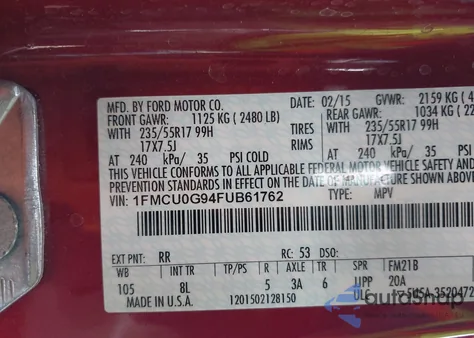 MFD. BY FORD MOTOR CO.
DATE: 02/15 GVWR: 2159 KG
FRONT GAWR: 1125 KG ( 2480 LB) REAR GAWR: 1034 KG
WITH 235/55R17 99H TIRES WITH 235/55R17 99H
17X7.5J RIMS 17X7.5J
AT 240 kPa/ 35 PSI COLD AT 240 kPa/ 35
THIS VEHICLE CONFORMS TO ALL APPLICABLE FEDERAL MOTOR VEHICLE SAFETY AND
PREVENTION STANDARDS IN EFFECT ON THE DATE OF MANUFACTURE SHOWN ABOVE.
VIN: 1FMCU0G94FUB61762 TYPE: MPV
EXT PNT: RR RC: 53 DSO:
WB INT TR TP/PS R AXLE TR SPR FM21B
105 8L 5 3A 6 UPP 20A
MADE IN U.S.A. 1201502128150 ULC 5U5A-3520472
autoshop